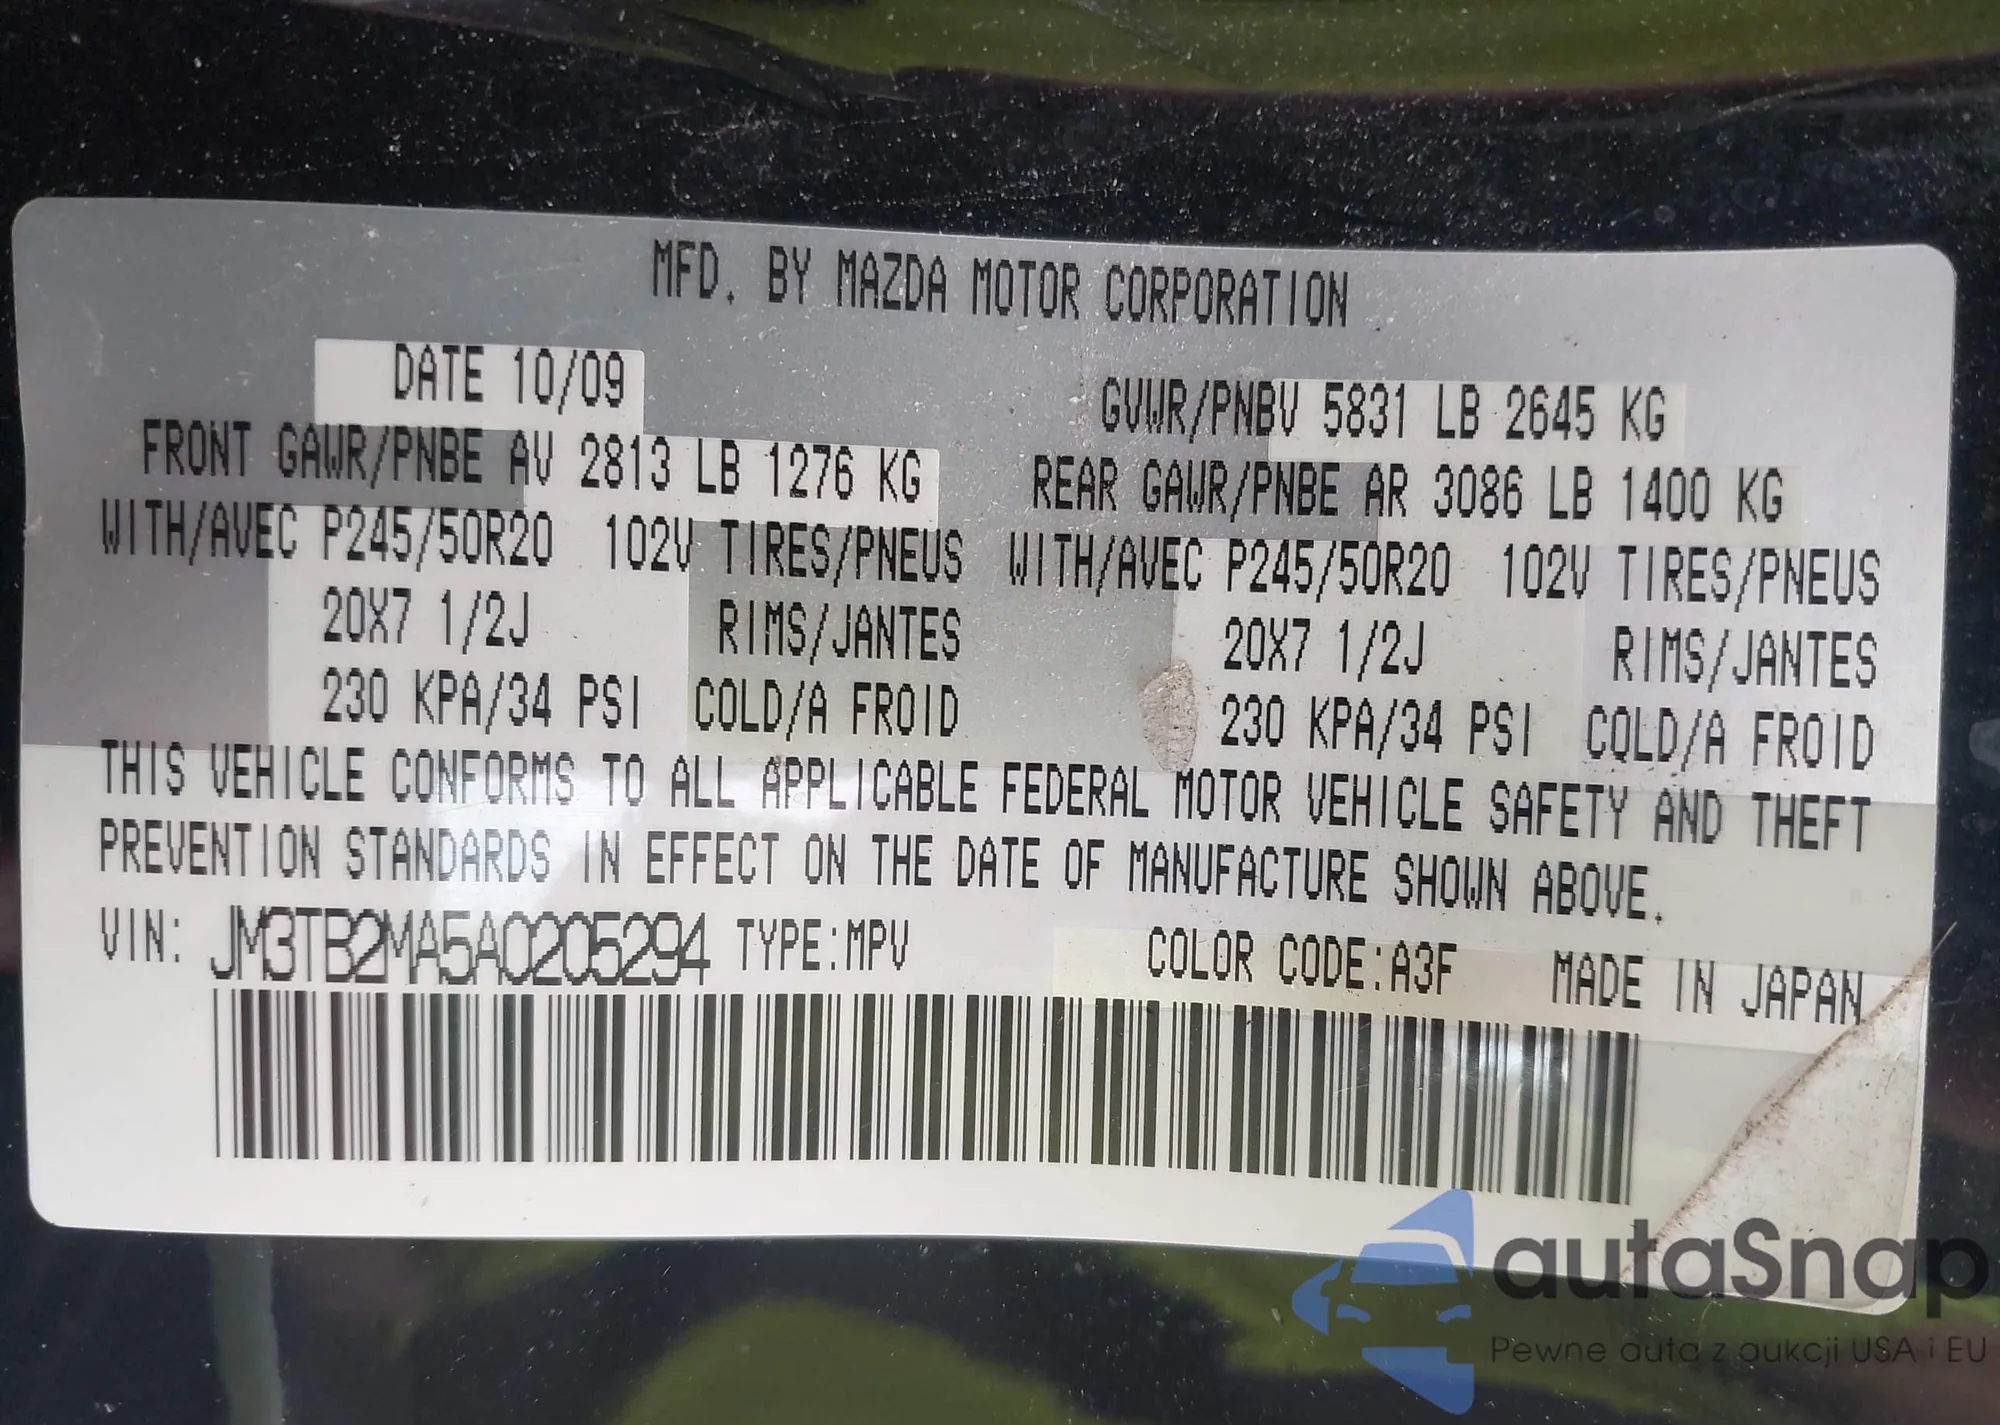 MFD. BY MAZDA MOTOR CORPORATION
DATE 10/09
GVWR/PNBV 5831 LB 2645 KG
FRONT GAWR/PNBE AV 2813 LB 1276 KG
REAR GAWR/PNBE AR 3086 LB 1400 KG
WITH/AVEC P245/50R20 102V TIRES/PNEUS
WITH/AVEC P245/50R20 102V TIRES/PNEUS
20X7 1/2J RIMS/JANTES
20X7 1/2J RIMS/JANTES
230 KPA/34 PSI COLD/A FROID
230 KPA/34 PSI COLD/A FROID
THIS VEHICLE CONFORMS TO ALL APPLICABLE FEDERAL MOTOR VEHICLE SAFETY AND THEFT
PREVENTION STANDARDS IN EFFECT ON THE DATE OF MANUFACTURE SHOWN ABOVE.
VIN: JM3TB2MA5A0205294 TYPE:MPV COLOR CODE:A3F MADE IN JAPAN
autaSnap
Pewne auta z aukcji USA i EU